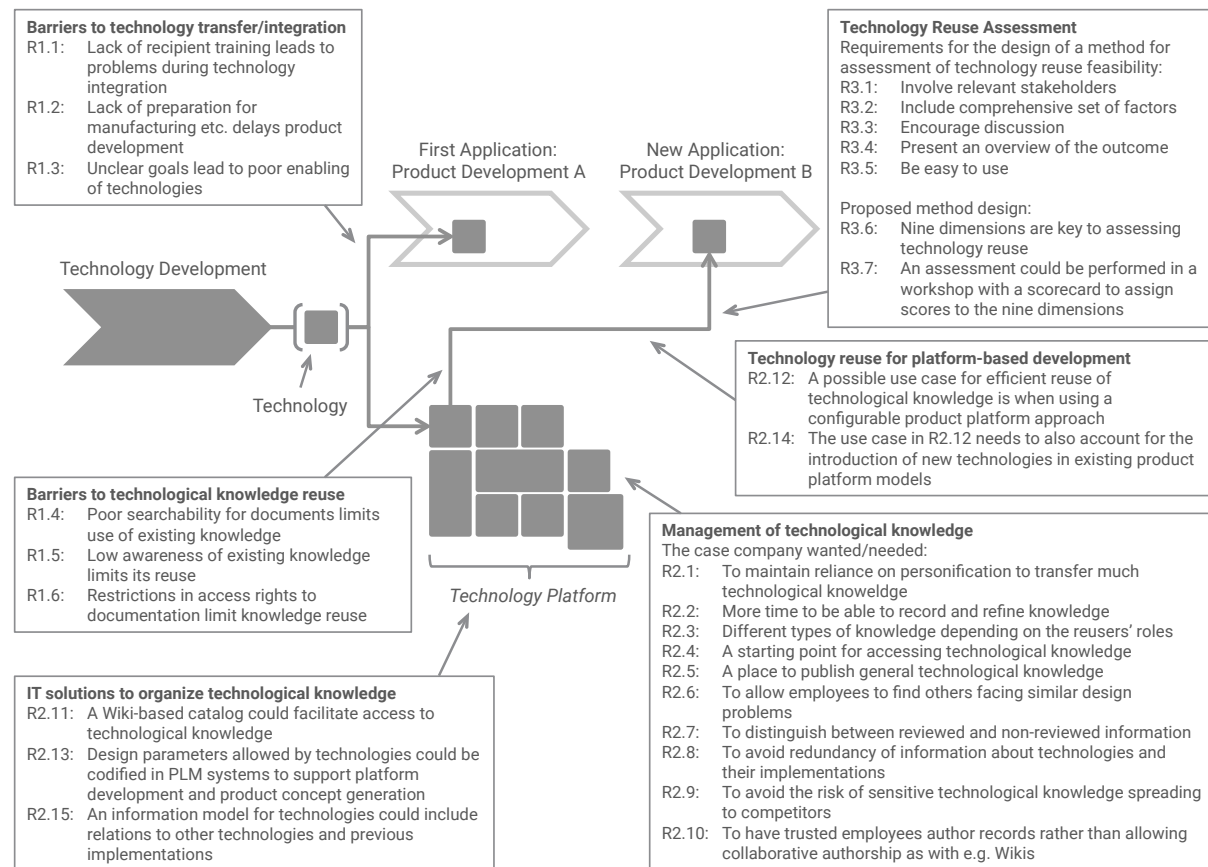 Barriers to technology transfer/integration
R1.1: Lack of recipient training leads to
problems during technology
integration
R1.2: Lack of preparation for
manufacturing etc. delays product
development
R1.3: Unclear goals lead to poor enabling
of technologies
First Application:
Product Development A
New Application:
Product Development B
Technology Reuse Assessment
Requirements for the design of a method for
assessment of technology reuse feasibility:
R3.1: Involve relevant stakeholders
R3.2: Include comprehensive set of factors
R3.3: Encourage discussion
R3.4: Present an overview of the outcome
R3.5: Be easy to use
Proposed method design:
R3.6: Nine dimensions are key to assessing
technology reuse
R3.7: An assessment could be performed in a
workshop with a scorecard to assign
scores to the nine dimensions
Technology Development
Technology
Technology reuse for platform-based development
R2.12: A possible use case for efficient reuse of
technological knowledge is when using a
configurable product platform approach
R2.14: The use case in R2.12 needs to also account for the
introduction of new technologies in existing product
platform models
Barriers to technological knowledge reuse
R1.4: Poor searchability for documents limits
use of existing knowledge
R1.5: Low awareness of existing knowledge
limits its reuse
R1.6: Restrictions in access rights to
documentation limit knowledge reuse
Technology Platform
Management of technological knowledge
The case company wanted/needed:
R2.1: To maintain reliance on personification to transfer much
technological knoweldge
R2.2: More time to be able to record and refine knowledge
R2.3: Different types of knowledge depending on the reusers' roles
R2.4: A starting point for accessing technological knowledge
R2.5: A place to publish general technological knowledge
R2.6: To allow employees to find others facing similar design
problems
R2.7: To distinguish between reviewed and non-reviewed information
R2.8: To avoid redundancy of information about technologies and
their implementations
R2.9: To avoid the risk of sensitive technological knowledge spreading
to competitors
R2.10: To have trusted employees author records rather than allowing
collaborative authorship as with e.g. Wikis
IT solutions to organize technological knowledge
R2.11: A Wiki-based catalog could facilitate access to
technological knowledge
R2.13: Design parameters allowed by technologies could be
codified in PLM systems to support platform
development and product concept generation
R2.15: An information model for technologies could include
relations to other technologies and previous
implementations